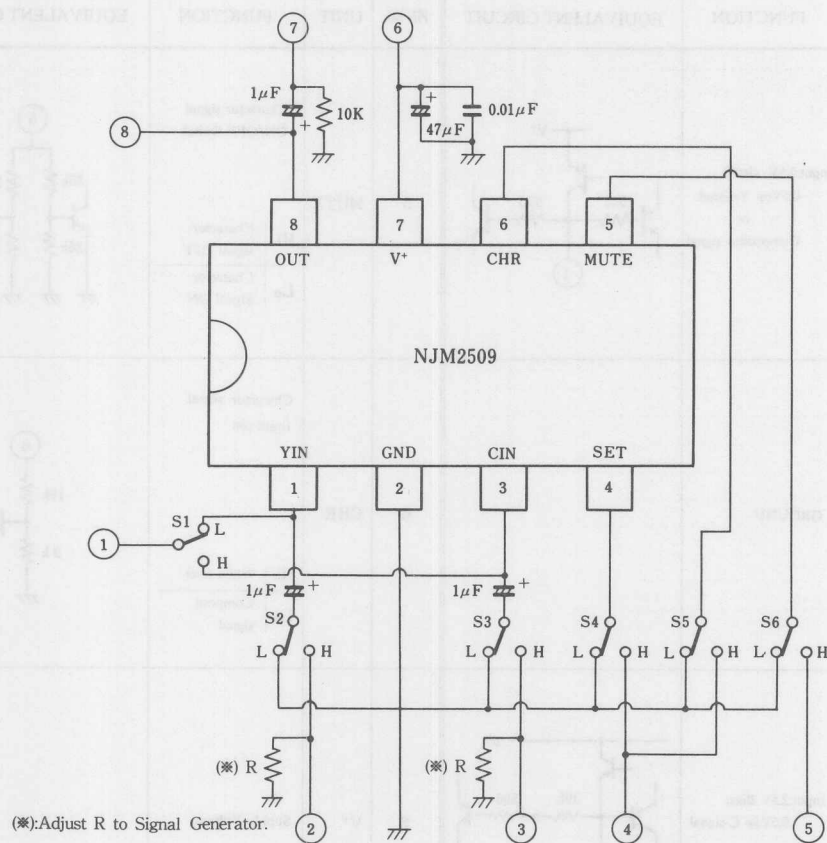 7 6
1μF 10K + 47μF 0.01μF
+
8
8 7 6 5
OUT V⁺ CHR MUTE
NJM2509
YIN GND CIN SET
1 2 3 4
S1 L
1
H
1μF + 1μF +
S2 S3 S4 S5 S6
L H L H L H L H L H
(※) R (※) R
(※):Adjust R to Signal Generator.
2 3 4 5